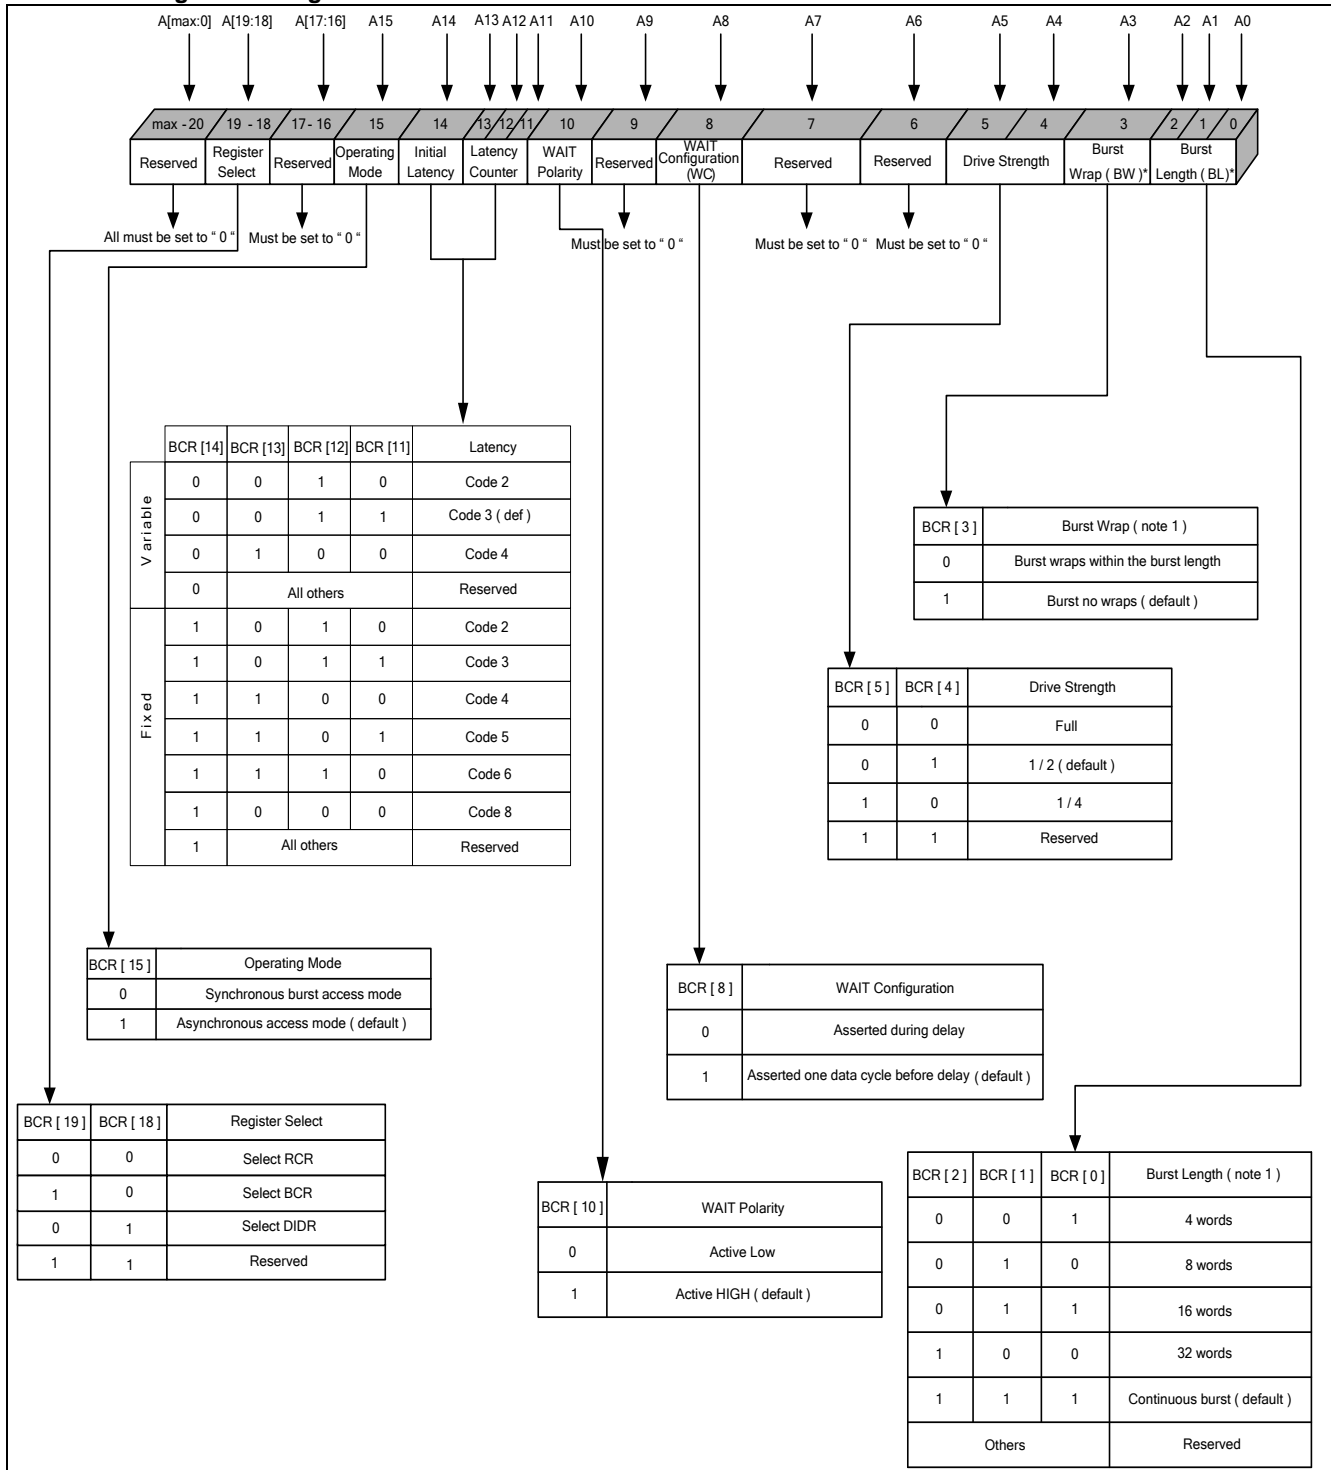 A[max:0] A[19:18] A[17:16] A15 A14 A13 A12 A11 A10 A9 A8 A7 A6 A5 A4 A3 A2 A1 A0
max - 20 19 - 18 17 - 16 15 14 13 12 11 10 9 8 7 6 5 4 3 2 1 0
Reserved
Register Select
Reserved
Operating Mode
Initial Latency
Latency Counter
WAIT Polarity
Reserved
WAIT Configuration (WC)
Reserved
Reserved
Drive Strength
Burst Wrap ( BW )*
Burst Length ( BL )*
All must be set to “ 0 “
Must be set to “ 0 “
Must be set to “ 0 “
Must be set to “ 0 “
Must be set to “ 0 “
BCR [14] BCR [13] BCR [12] BCR [11] Latency
Variable
0 0 1 0 Code 2
0 0 1 1 Code 3 ( def )
0 1 0 0 Code 4
0 All others Reserved
Fixed
1 0 1 0 Code 2
1 0 1 1 Code 3
1 1 0 0 Code 4
1 1 0 1 Code 5
1 1 1 0 Code 6
1 0 0 0 Code 8
1 All others Reserved
BCR [ 3 ] Burst Wrap ( note 1 )
0 Burst wraps within the burst length
1 Burst no wraps ( default )
BCR [ 5 ] BCR [ 4 ] Drive Strength
0 0 Full
0 1 1 / 2 ( default )
1 0 1 / 4
1 1 Reserved
BCR [ 15 ] Operating Mode
0 Synchronous burst access mode
1 Asynchronous access mode ( default )
BCR [ 8 ] WAIT Configuration
0 Asserted during delay
1 Asserted one data cycle before delay ( default )
BCR [ 19 ] BCR [ 18 ] Register Select
0 0 Select RCR
1 0 Select BCR
0 1 Select DIDR
1 1 Reserved
BCR [ 10 ] WAIT Polarity
0 Active Low
1 Active HIGH ( default )
BCR [ 2 ] BCR [ 1 ] BCR [ 0 ] Burst Length ( note 1 )
0 0 1 4 words
0 1 0 8 words
0 1 1 16 words
1 0 0 32 words
1 1 1 Continuous burst ( default )
Others Reserved